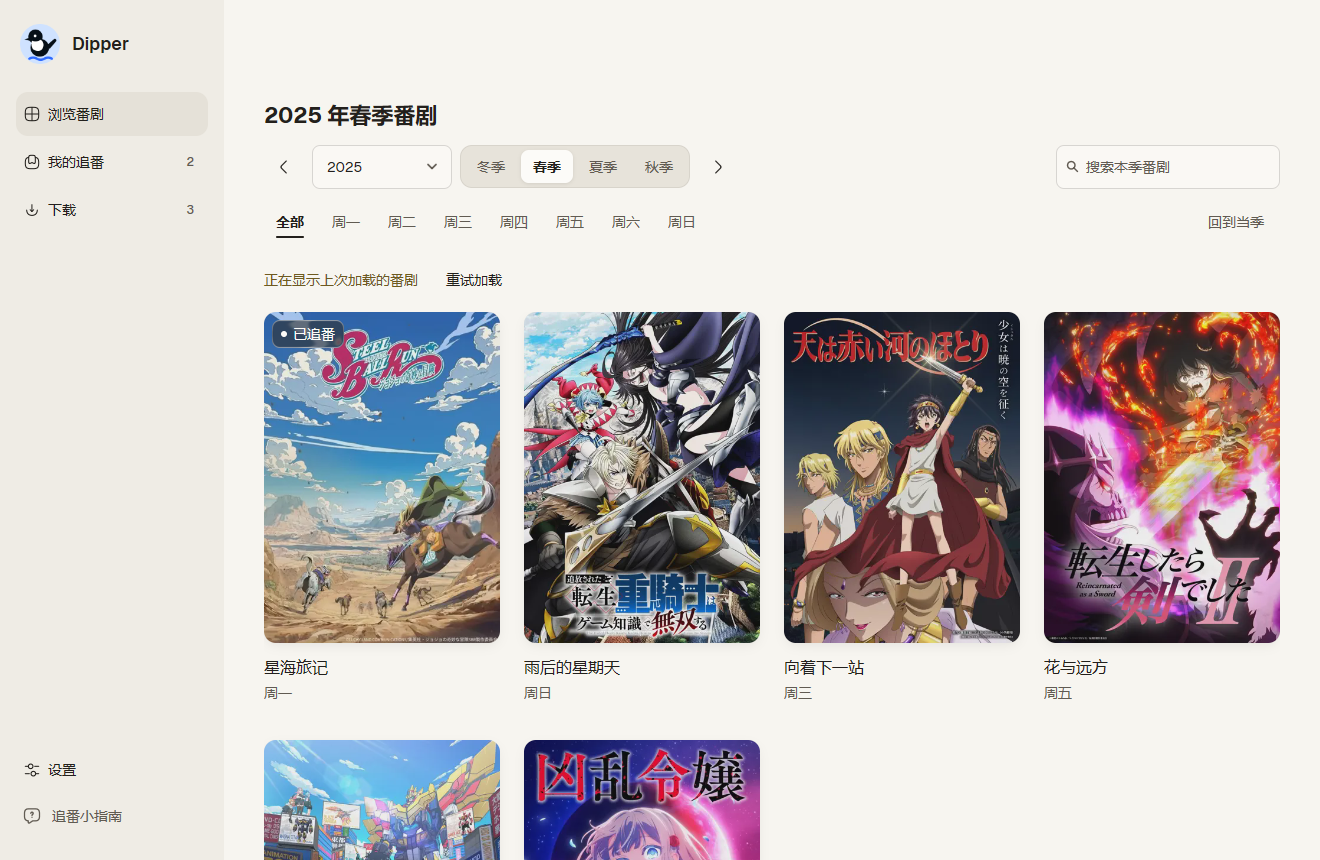 Dipper
浏览番剧
我的追番 2
下载 3
设置
追番小指南
2025 年春季番剧
2025
冬季 春季 夏季 秋季
搜索本季番剧
全部 周一 周二 周三 周四 周五 周六 周日
回到当季
正在显示上次加载的番剧 重试加载
已追番
STEEL
BALL RUN
星海旅记
周一
追放された
転生重騎士は
ゲーム知識で無双する
雨后的星期天
周日
天は赤い河のほとり
少女は暁の空を征く
向着下一站
周三
転生したら
剣でした II
Reincarnated
as a Sword
花与远方
周五
凶乱令嬢